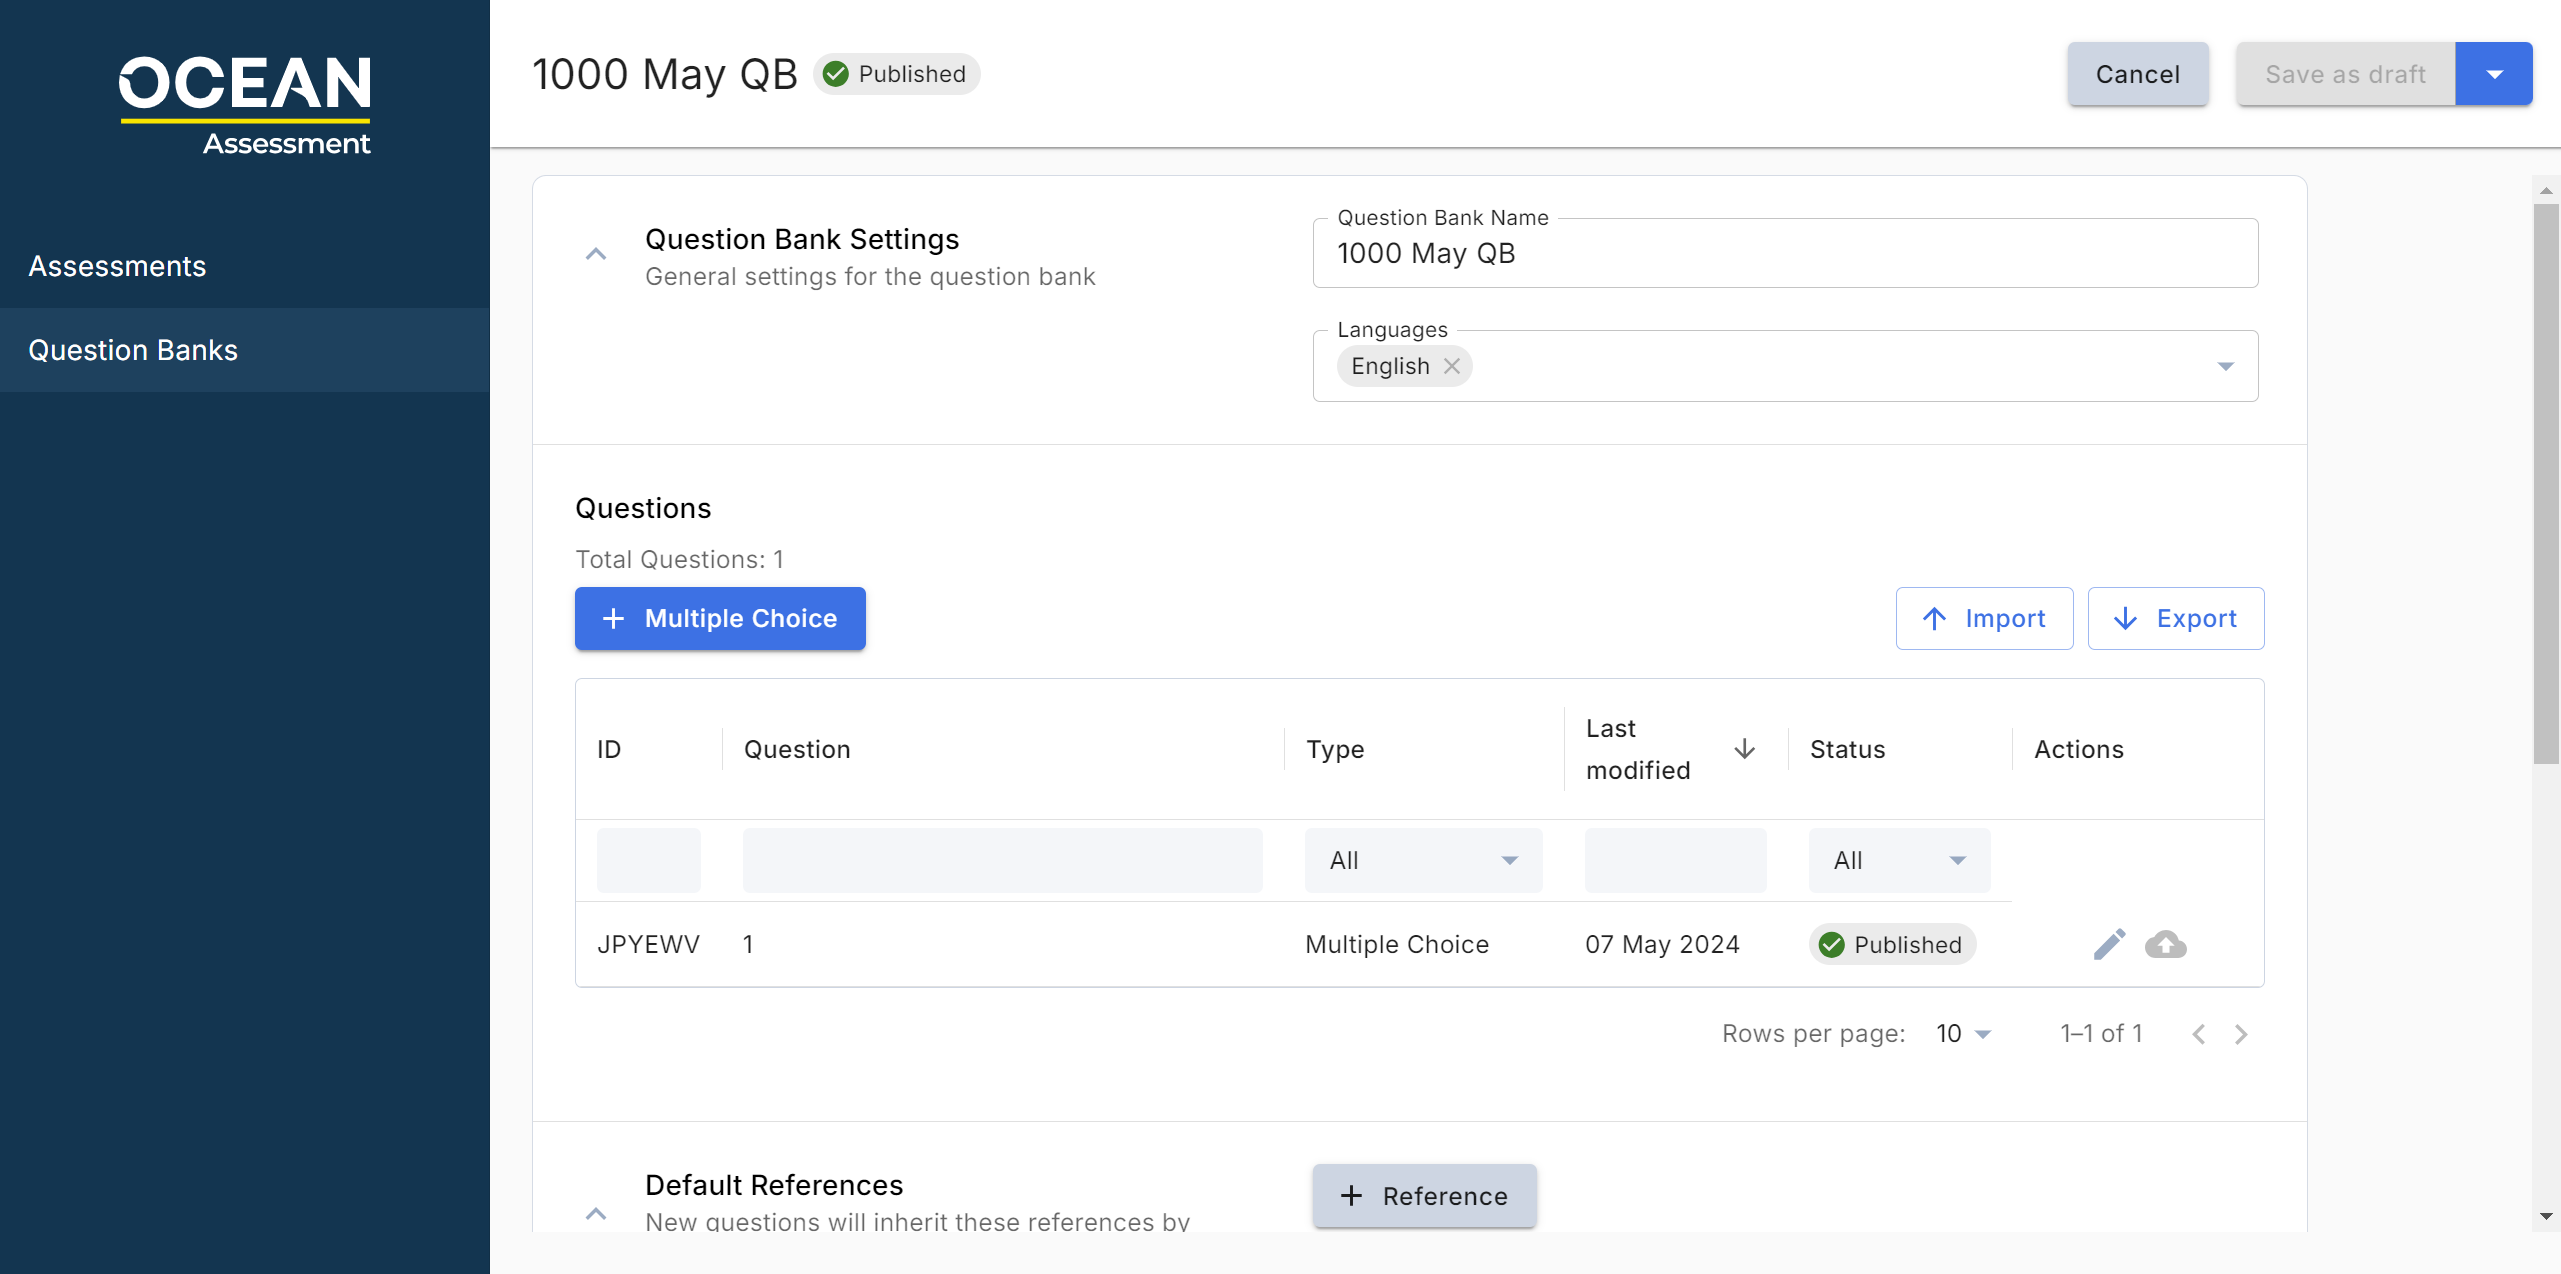 OCEAN
Assessment
Assessments
Question Banks
1000 May QB
Published
Cancel
Save as draft
Question Bank Settings
General settings for the question bank
Question Bank Name
1000 May QB
Languages
English
Questions
Total Questions: 1
Multiple Choice
Import
Export
ID
Question
Type
Last
modified
Status
Actions
All
All
JPYEWV
1
Multiple Choice
07 May 2024
Published
Rows per page:
10
1–1 of 1
Default References
New questions will inherit these references by
Reference